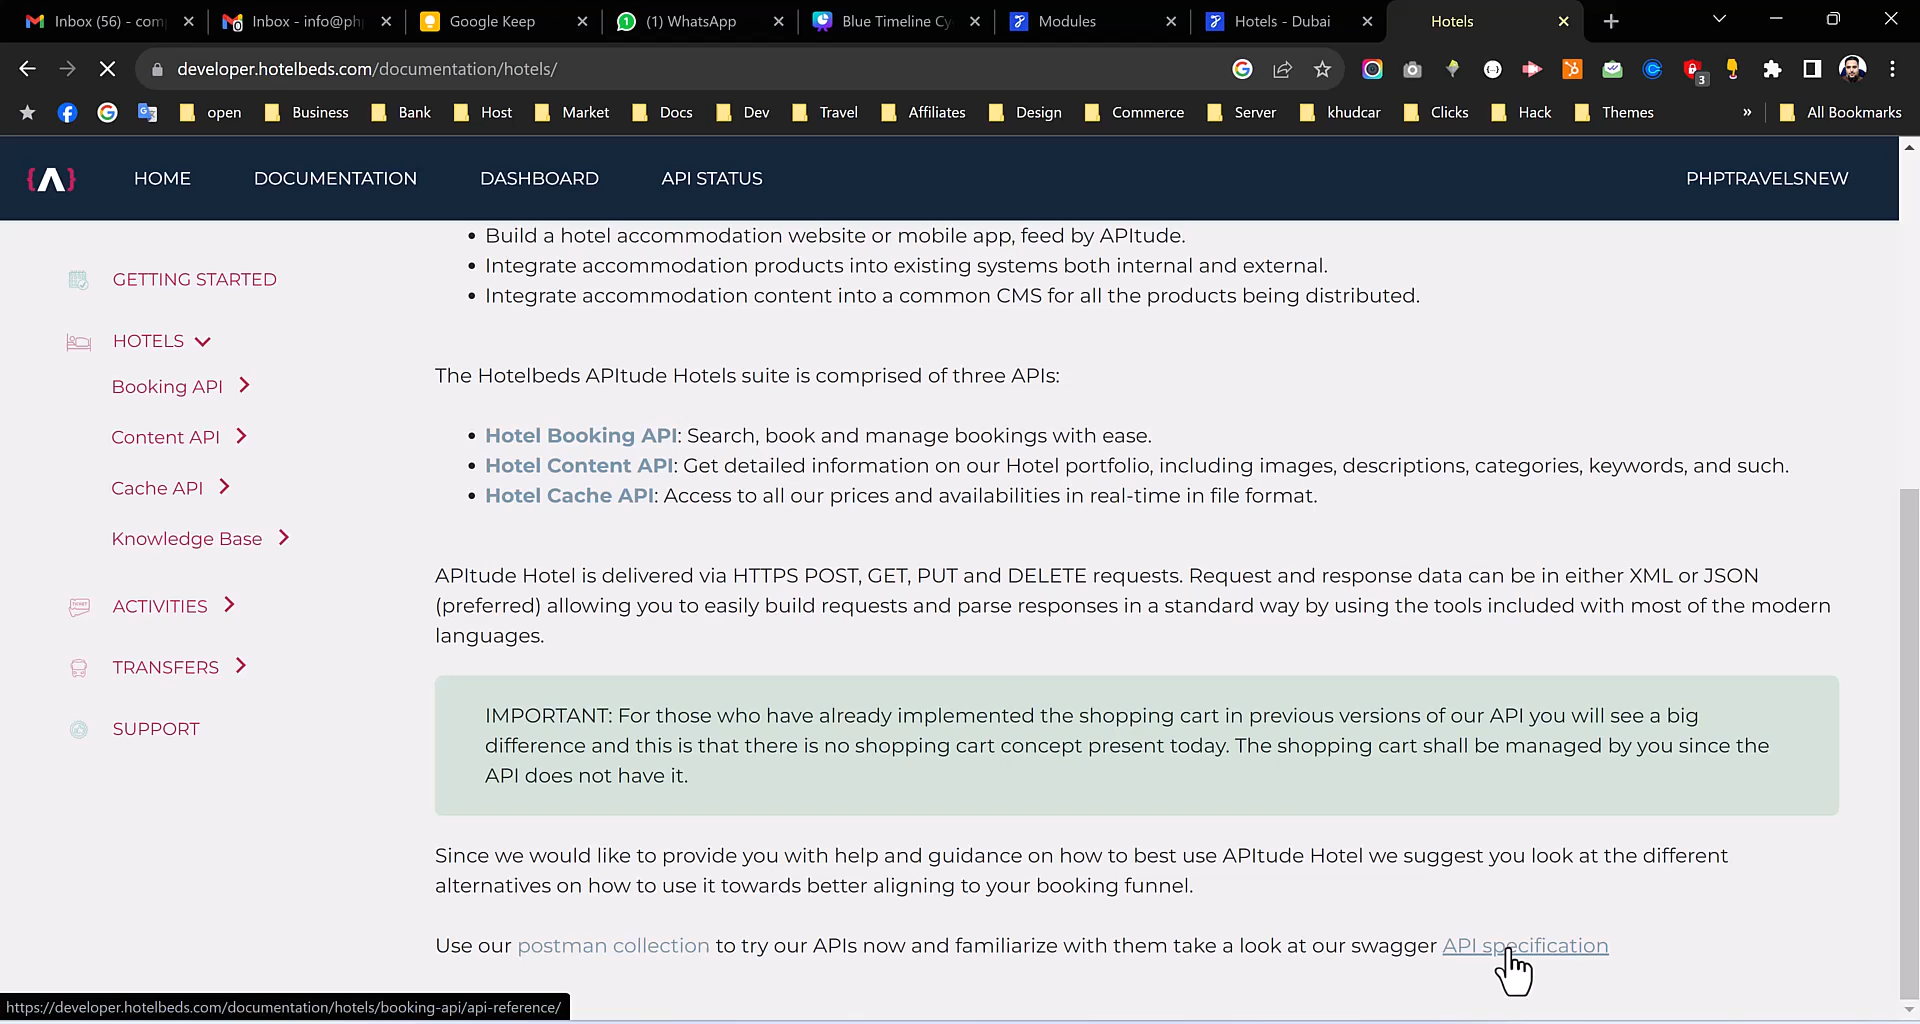 Inbox (56) - com
Inbox - info@ph
Google Keep
(1) WhatsApp
Blue Timeline Cy
Modules
Hotels - Dubai
Hotels
developer.hotelbeds.com/documentation/hotels/
3
open
Business
Bank
Host
Market
Docs
Dev
Travel
Affiliates
Design
Commerce
Server
khudcar
Clicks
Hack
Themes
»
All Bookmarks
HOME
DOCUMENTATION
DASHBOARD
API STATUS
PHPTRAVELSNEW
GETTING STARTED
HOTELS
Booking API
Content API
Cache API
Knowledge Base
ACTIVITIES
TRANSFERS
SUPPORT
• Build a hotel accommodation website or mobile app, feed by APItude.
• Integrate accommodation products into existing systems both internal and external.
• Integrate accommodation content into a common CMS for all the products being distributed.
The Hotelbeds APItude Hotels suite is comprised of three APIs:
• Hotel Booking API: Search, book and manage bookings with ease.
• Hotel Content API: Get detailed information on our Hotel portfolio, including images, descriptions, categories, keywords, and such.
• Hotel Cache API: Access to all our prices and availabilities in real-time in file format.
APItude Hotel is delivered via HTTPS POST, GET, PUT and DELETE requests. Request and response data can be in either XML or JSON
(preferred) allowing you to easily build requests and parse responses in a standard way by using the tools included with most of the modern
languages.
IMPORTANT: For those who have already implemented the shopping cart in previous versions of our API you will see a big
difference and this is that there is no shopping cart concept present today. The shopping cart shall be managed by you since the
API does not have it.
Since we would like to provide you with help and guidance on how to best use APItude Hotel we suggest you look at the different
alternatives on how to use it towards better aligning to your booking funnel.
Use our postman collection to try our APIs now and familiarize with them take a look at our swagger API specification
https://developer.hotelbeds.com/documentation/hotels/booking-api/api-reference/